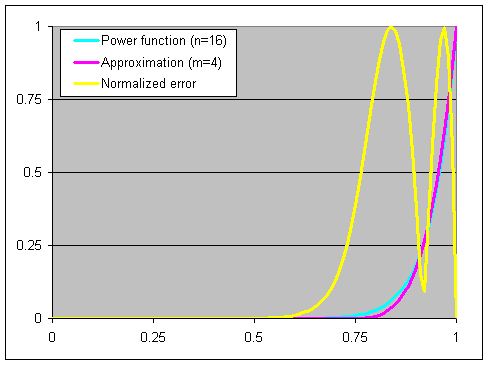 1
Power function (n=16)
Approximation (m=4)
Normalized error
0.75
0.5
0.25
0
0 0.25 0.5 0.75 1